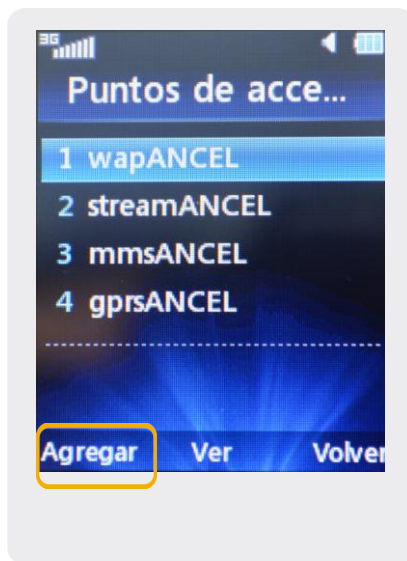 3G
Puntos de acce...
1 wapANCEL
2 streamANCEL
3 mmsANCEL
4 gprsANCEL
Agregar Ver Volver